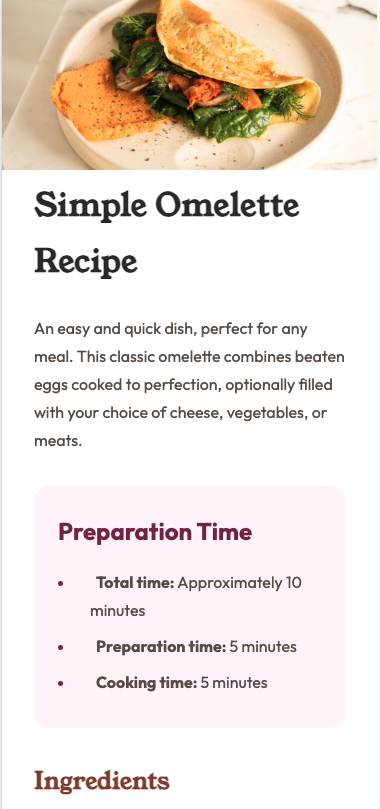 Simple Omelette
Recipe
An easy and quick dish, perfect for any
meal. This classic omelette combines beaten
eggs cooked to perfection, optionally filled
with your choice of cheese, vegetables, or
meats.
Preparation Time
• Total time: Approximately 10
minutes
• Preparation time: 5 minutes
• Cooking time: 5 minutes
Ingredients